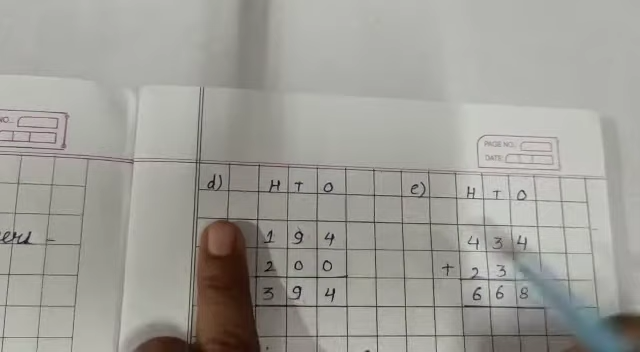 NO.
PAGE NO.
DATE
d) H T O
1 9 4
2 0 0
3 9 4
e) H T O
4 3 4
+ 2 3
6 6 8